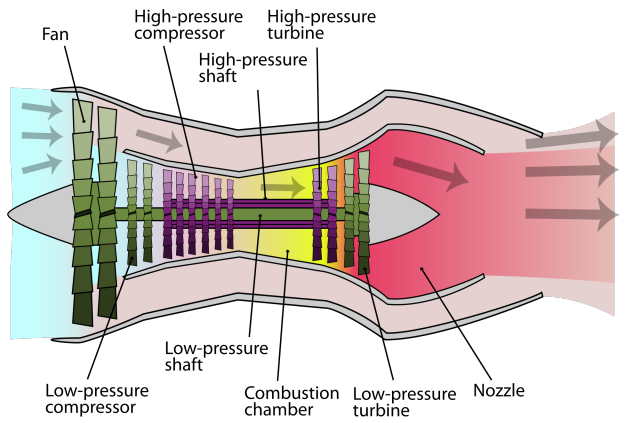 Fan
High-pressure
compressor
High-pressure
turbine
High-pressure
shaft
Low-pressure
shaft
Low-pressure
compressor
Combustion
chamber
Low-pressure
turbine
Nozzle